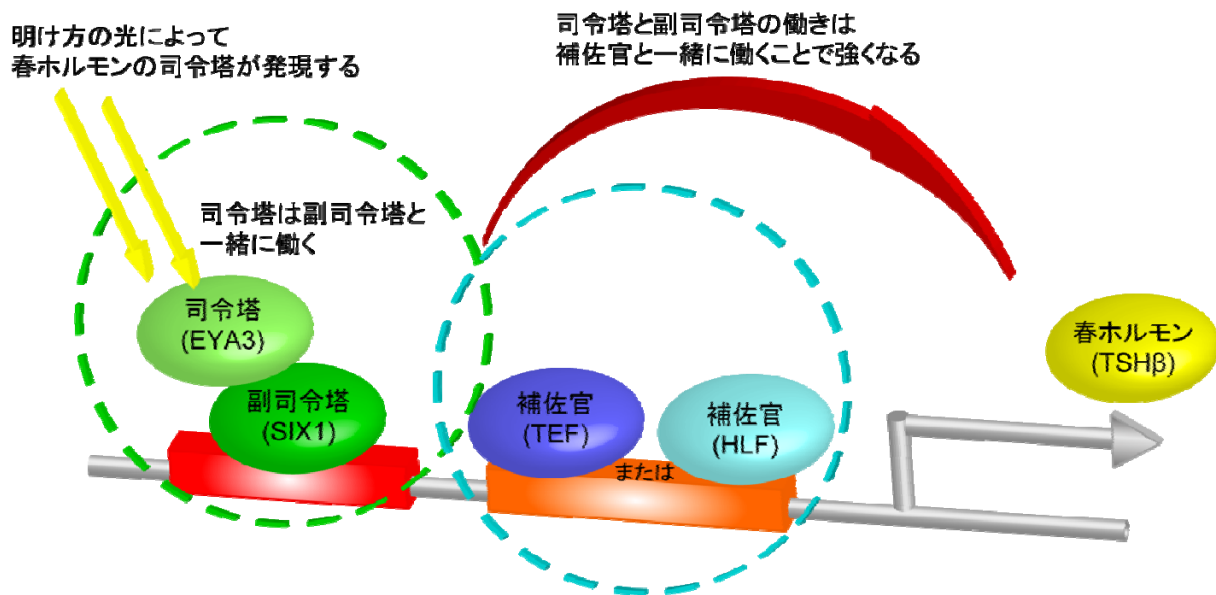 明け方の光によって
春ホルモンの司令塔が発現する
司令塔と副司令塔の働きは
補佐官と一緒に働くことで強くなる
司令塔は副司令塔と
一緒に働く
司令塔
(EYA3)
副司令塔
(SIX1)
補佐官
(TEF)
または
補佐官
(HLF)
春ホルモン
(TSHβ)